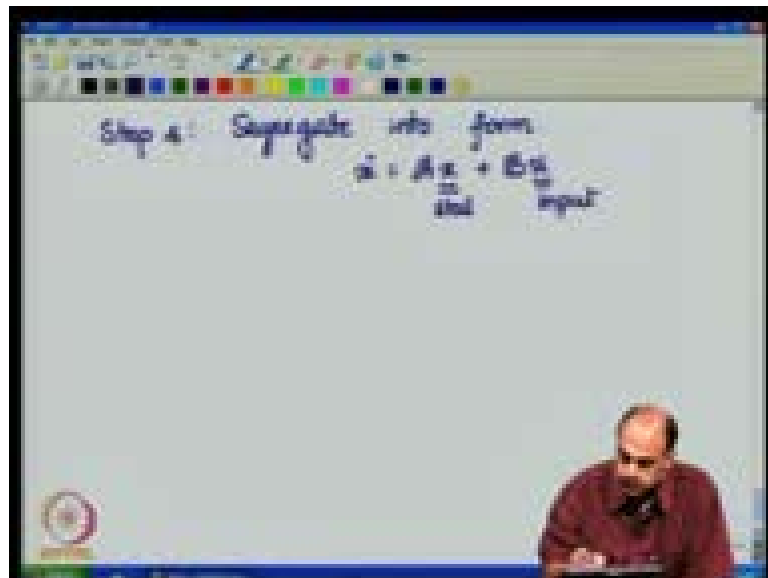 Step 4: Segregate into form
ẋ = Ax + Bu
state input